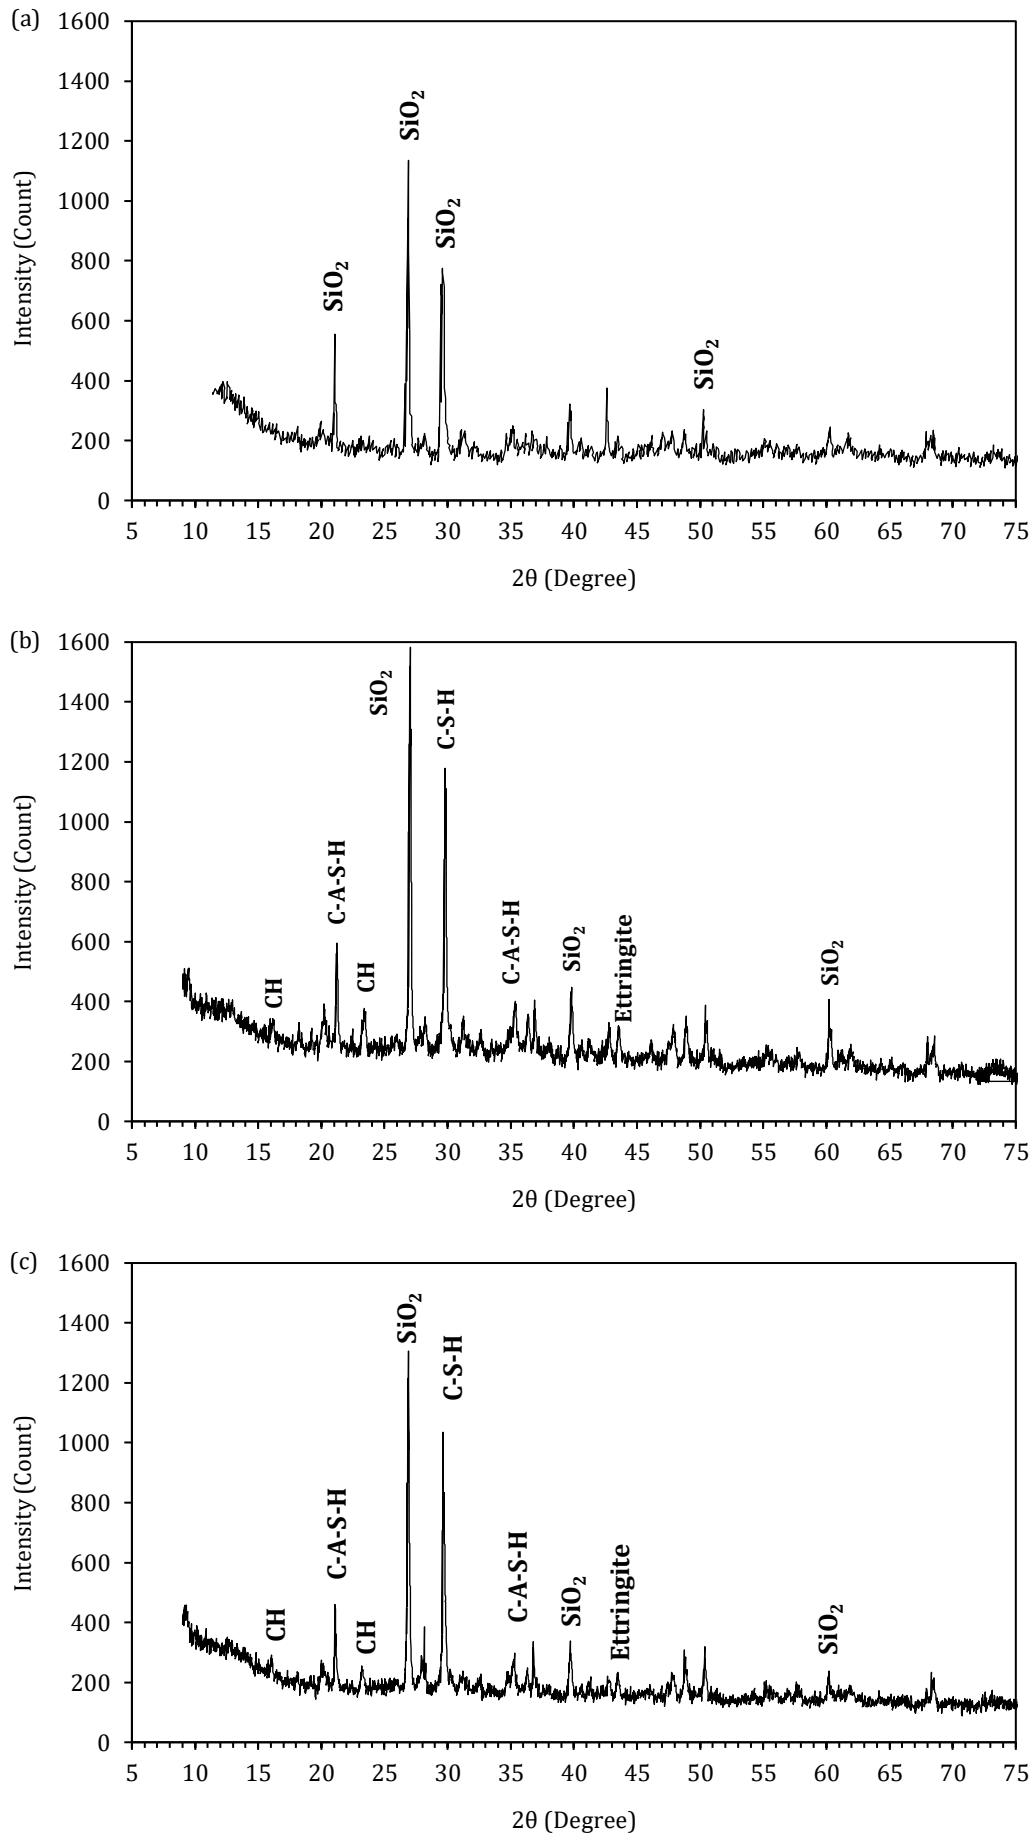 (a)
1600
1400
1200
1000
800
600
400
200
0
Intensity (Count)
SiO₂
SiO₂
SiO₂
SiO₂
5 10 15 20 25 30 35 40 45 50 55 60 65 70 75
2θ (Degree)
(b)
1600
1400
1200
1000
800
600
400
200
0
Intensity (Count)
CH
C-A-S-H
CH
SiO₂
C-S-H
C-A-S-H
SiO₂
Ettringite
SiO₂
5 10 15 20 25 30 35 40 45 50 55 60 65 70 75
2θ (Degree)
(c)
1600
1400
1200
1000
800
600
400
200
0
Intensity (Count)
CH
C-A-S-H
CH
SiO₂
C-S-H
C-A-S-H
SiO₂
Ettringite
SiO₂
5 10 15 20 25 30 35 40 45 50 55 60 65 70 75
2θ (Degree)